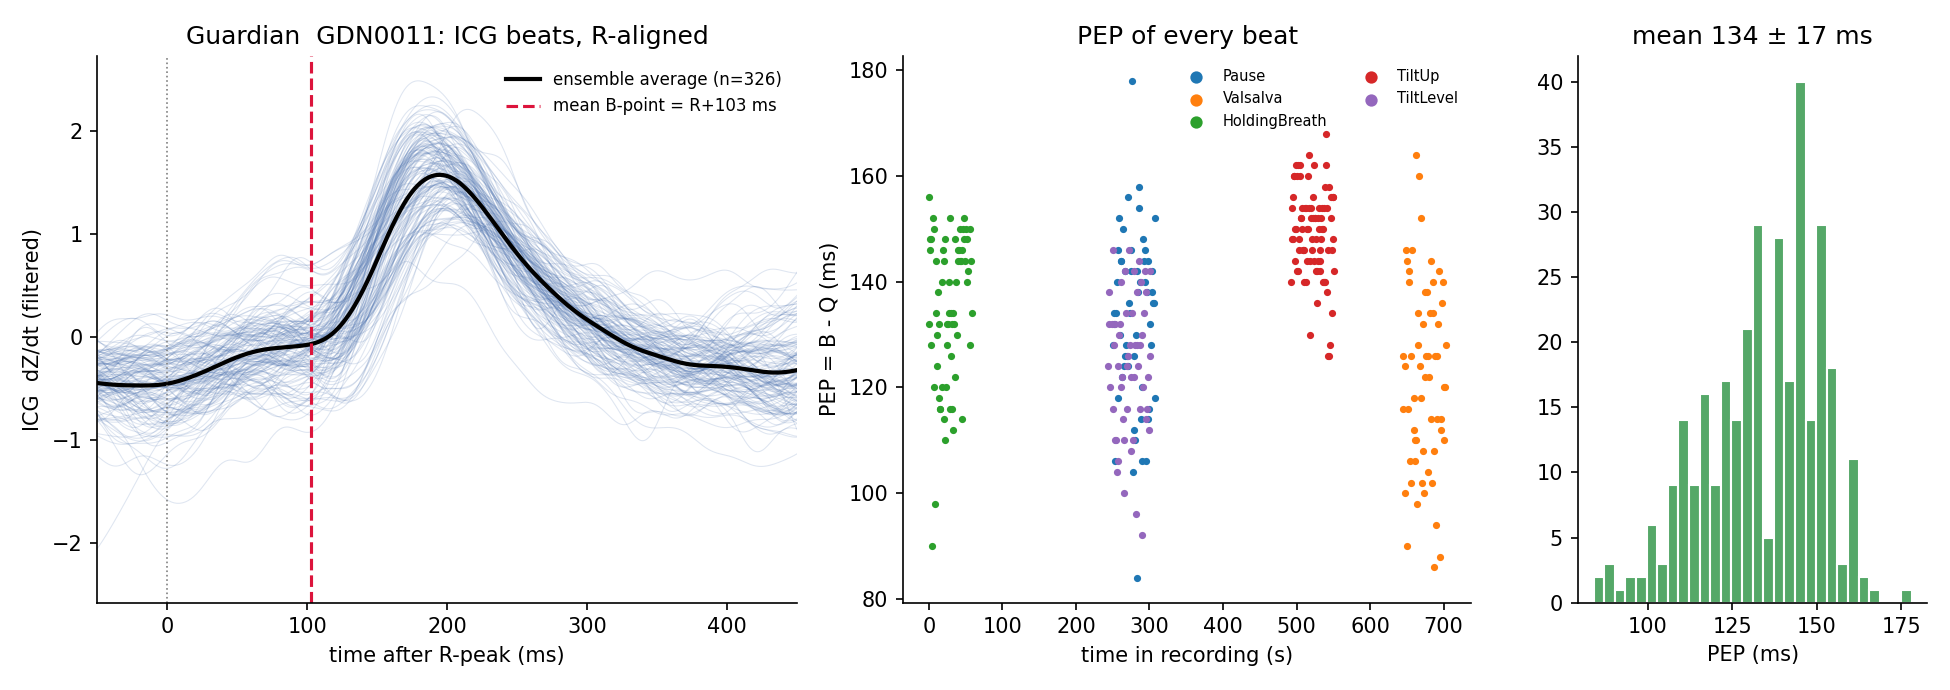 Guardian  GDN0011: ICG beats, R-aligned
ensemble average (n=326)
mean B-point = R+103 ms
ICG  dZ/dt (filtered)
2
1
0
−1
−2
0
100
200
300
400
time after R-peak (ms)
PEP of every beat
Pause
Valsalva
HoldingBreath
TiltUp
TiltLevel
PEP = B - Q (ms)
180
160
140
120
100
80
0
100
200
300
400
500
600
700
time in recording (s)
mean 134 ± 17 ms
40
35
30
25
20
15
10
5
0
100
125
150
175
PEP (ms)